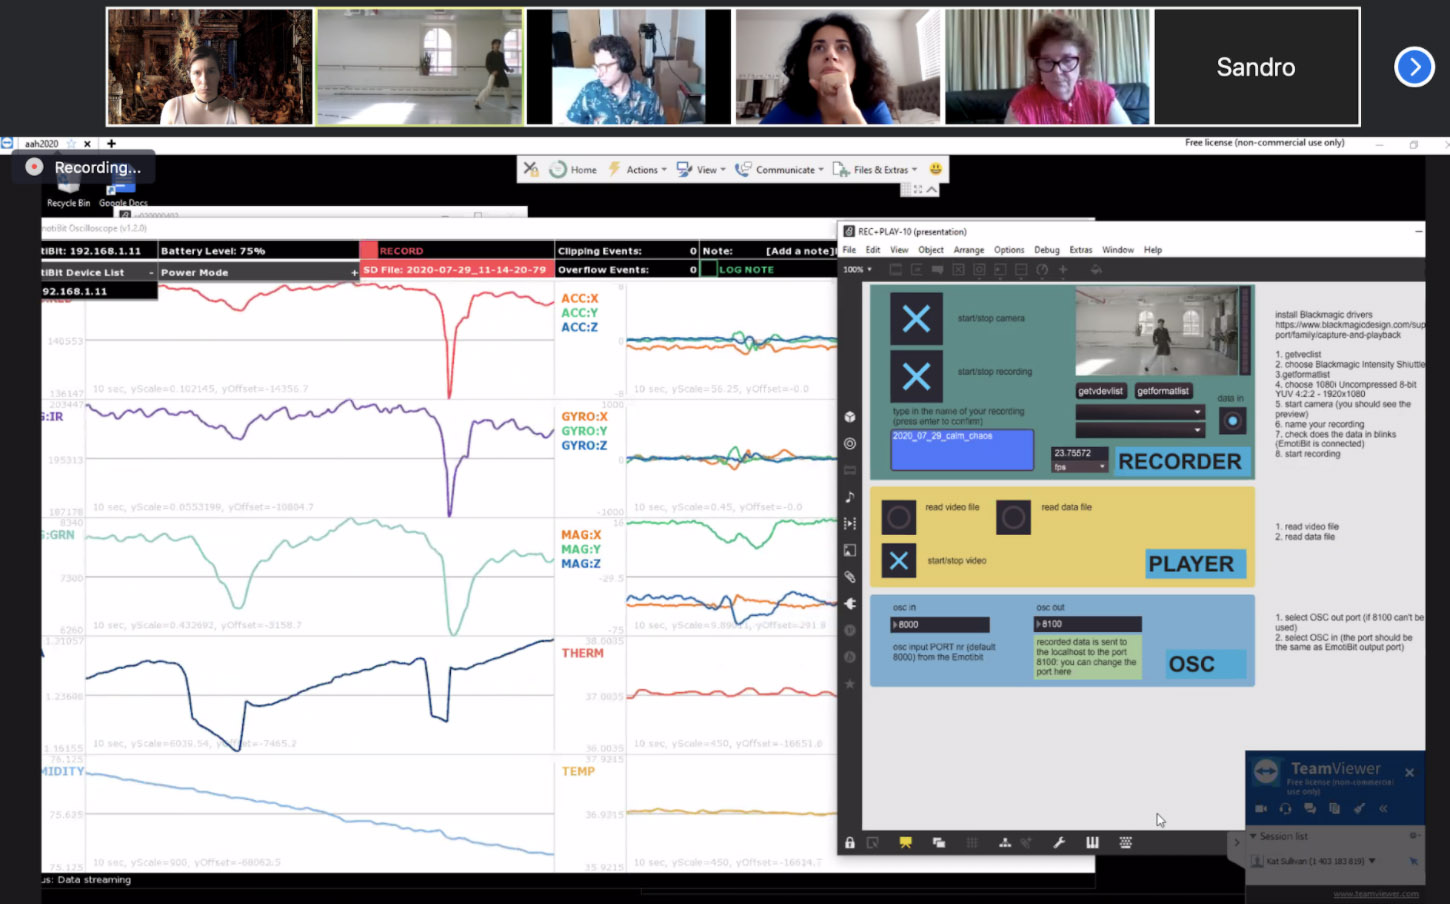 Sandro
aah2020
Free license (non-commercial use only)
Recording...
Home
Actions
View
Communicate
Files & Extras
Recycle Bin
Google Docs
Oscilloscope (v1.2.0)
tiBit: 192.168.1.11
Battery Level: 75%
RECORD
Clipping Events: 0
Note: [Add a note]
tiBit Device List -
Power Mode +
SD File: 2020-07-29_11-14-20-79
Overflow Events: 0
LOG NOTE
92.168.1.11
140553
136147
10 sec, yScale=0.102145, yOffset=-14356.7
ACC:X
ACC:Y
ACC:Z
8
0
-8
10 sec, yScale=56.25, yOffset=-0.0
203447
G:IR
195313
187178
10 sec, yScale=0.0553199, yOffset=-10804.7
GYRO:X
GYRO:Y
GYRO:Z
1000
0
-1000
10 sec, yScale=0.45, yOffset=-0.0
8340
G:GRN
7300
6260
10 sec, yScale=0.432692, yOffset=-3158.7
MAG:X
MAG:Y
MAG:Z
16
-29.5
-75
1.31057
1.23608
1.16155
10 sec, yScale=6039.54, yOffset=-7465.2
THERM
38.0035
37.0035
36.0035
10 sec, yScale=450, yOffset=-16651.6
76.125
MIDITY
75.625
75.125
10 sec, yScale=900, yOffset=-68062.5
TEMP
37.9215
36.9315
35.9215
10 sec, yScale=450, yOffset=-16614.7
us: Data streaming
REC+PLAY-10 (presentation)
File Edit View Object Arrange Options Debug Extras Window Help
100%
start/stop camera
start/stop recording
type in the name of your recording
(press enter to confirm)
2020_07_29_calm_chaos
getvdevlist
getformatlist
data in
23.75572
fps
RECORDER
install Blackmagic drivers
https://www.blackmagicdesign.com/sup
port/family/capture-and-playback
1. getveclist
2. choose Blackmagic Intensity Shiuttle
3.getformatlist
4. choose 1080i Uncompressed 8-bit
YUV 4:2:2 - 1920x1080
5. start camera (you should see the
preview)
6. name your recording
7. check does the data in blinks
(EmotiBit is connected)
8. start recording
read video file
read data file
start/stop video
PLAYER
1. read video file
2. read data file
osc in
8000
osc input PORT nr (default
8000) from the Emotibit
osc out
8100
recorded data is sent to
the localhost to the port
8100: you can change the
port here
OSC
1. select OSC out port (if 8100 can't be
used)
2. select OSC in (the port should be
the same as EmotiBit output port)
TeamViewer
Free license (non-commercial
use only)
Session list
Kat Sullivan (1 403 183 819)
www.teamviewer.com